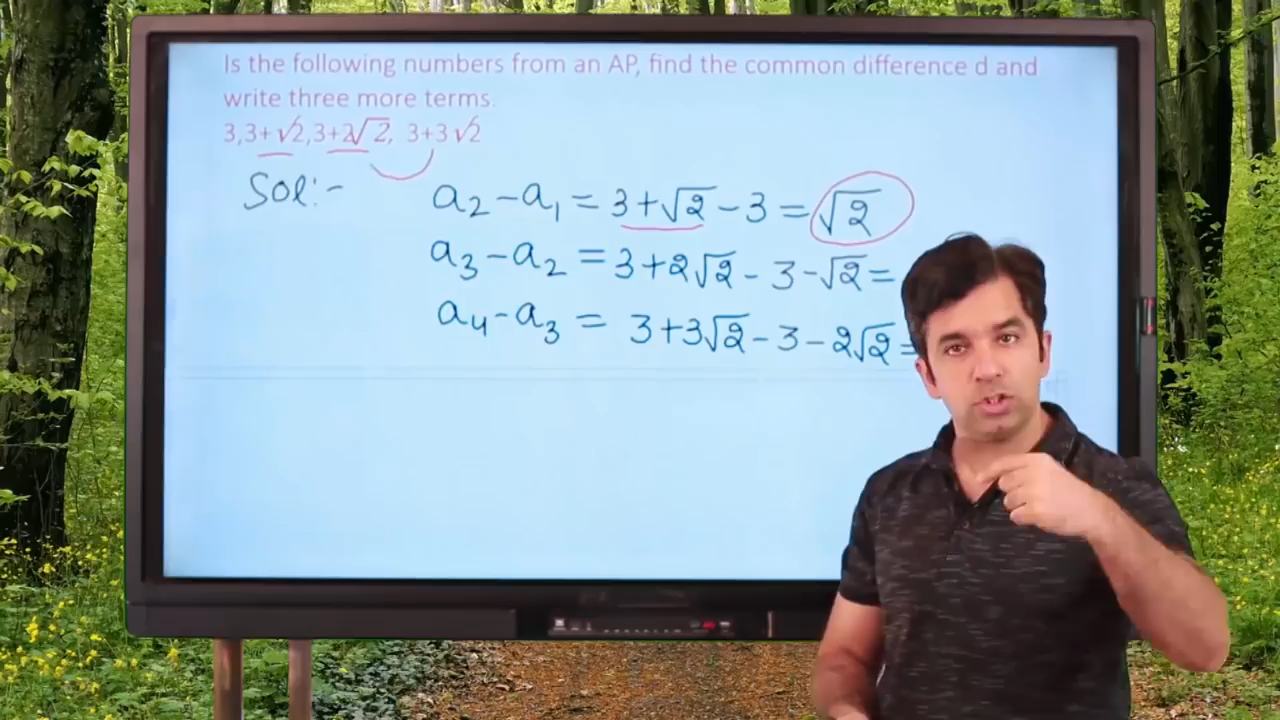 Is the following numbers from an AP, find the common difference d and
write three more terms.
3,3+√2,3+2√2, 3+3√2
Sol:-
a₂-a₁ = 3+√2-3 = √2
a₃-a₂ = 3+2√2-3-√2 =
a₄-a₃ = 3+3√2-3-2√2 =